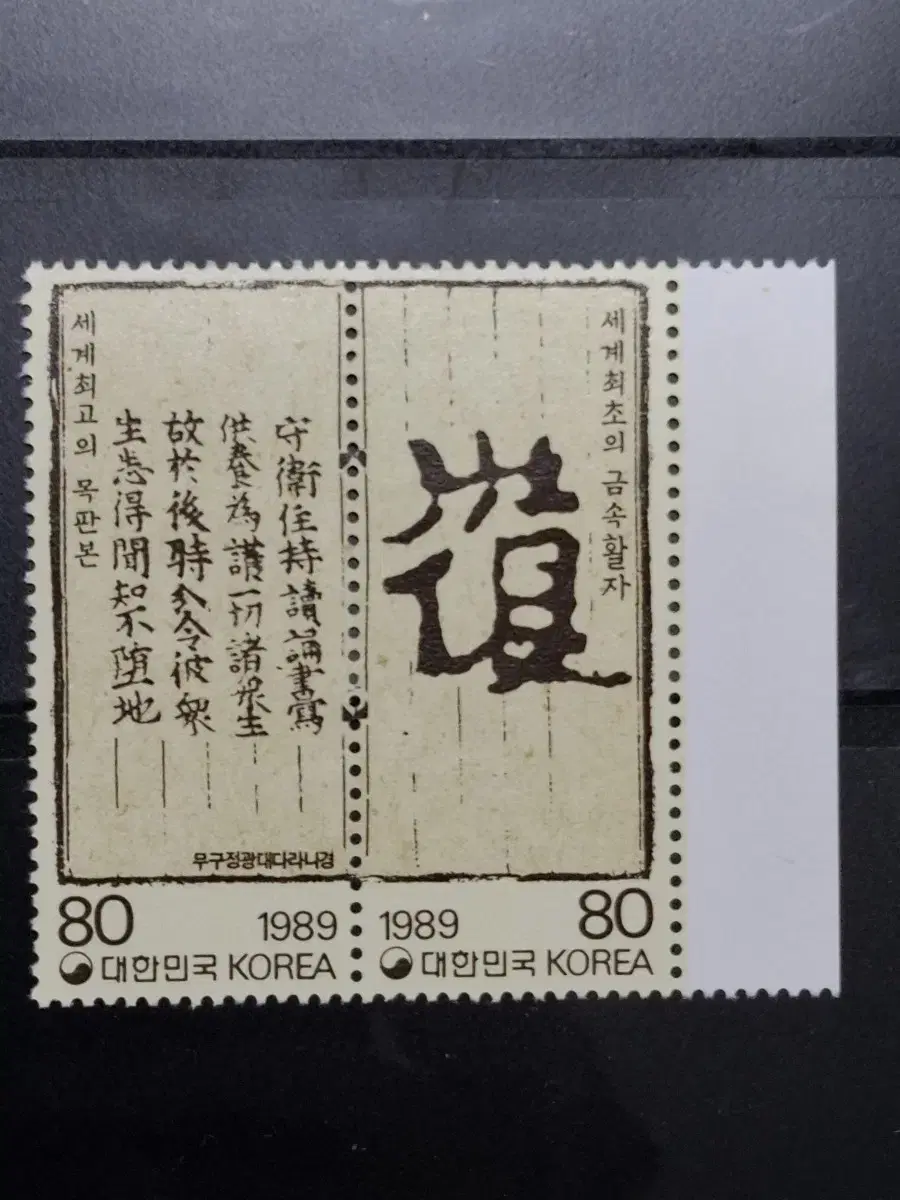 세계최고의 목판본
守衛住持讀誦書寫
供養為護一切諸衆生
故於後時分令彼衆
生悉得聞知不墮地
무구정광대다라니경
80 1989
대한민국 KOREA
세계최초의 금속활자
1989 80
대한민국 KOREA